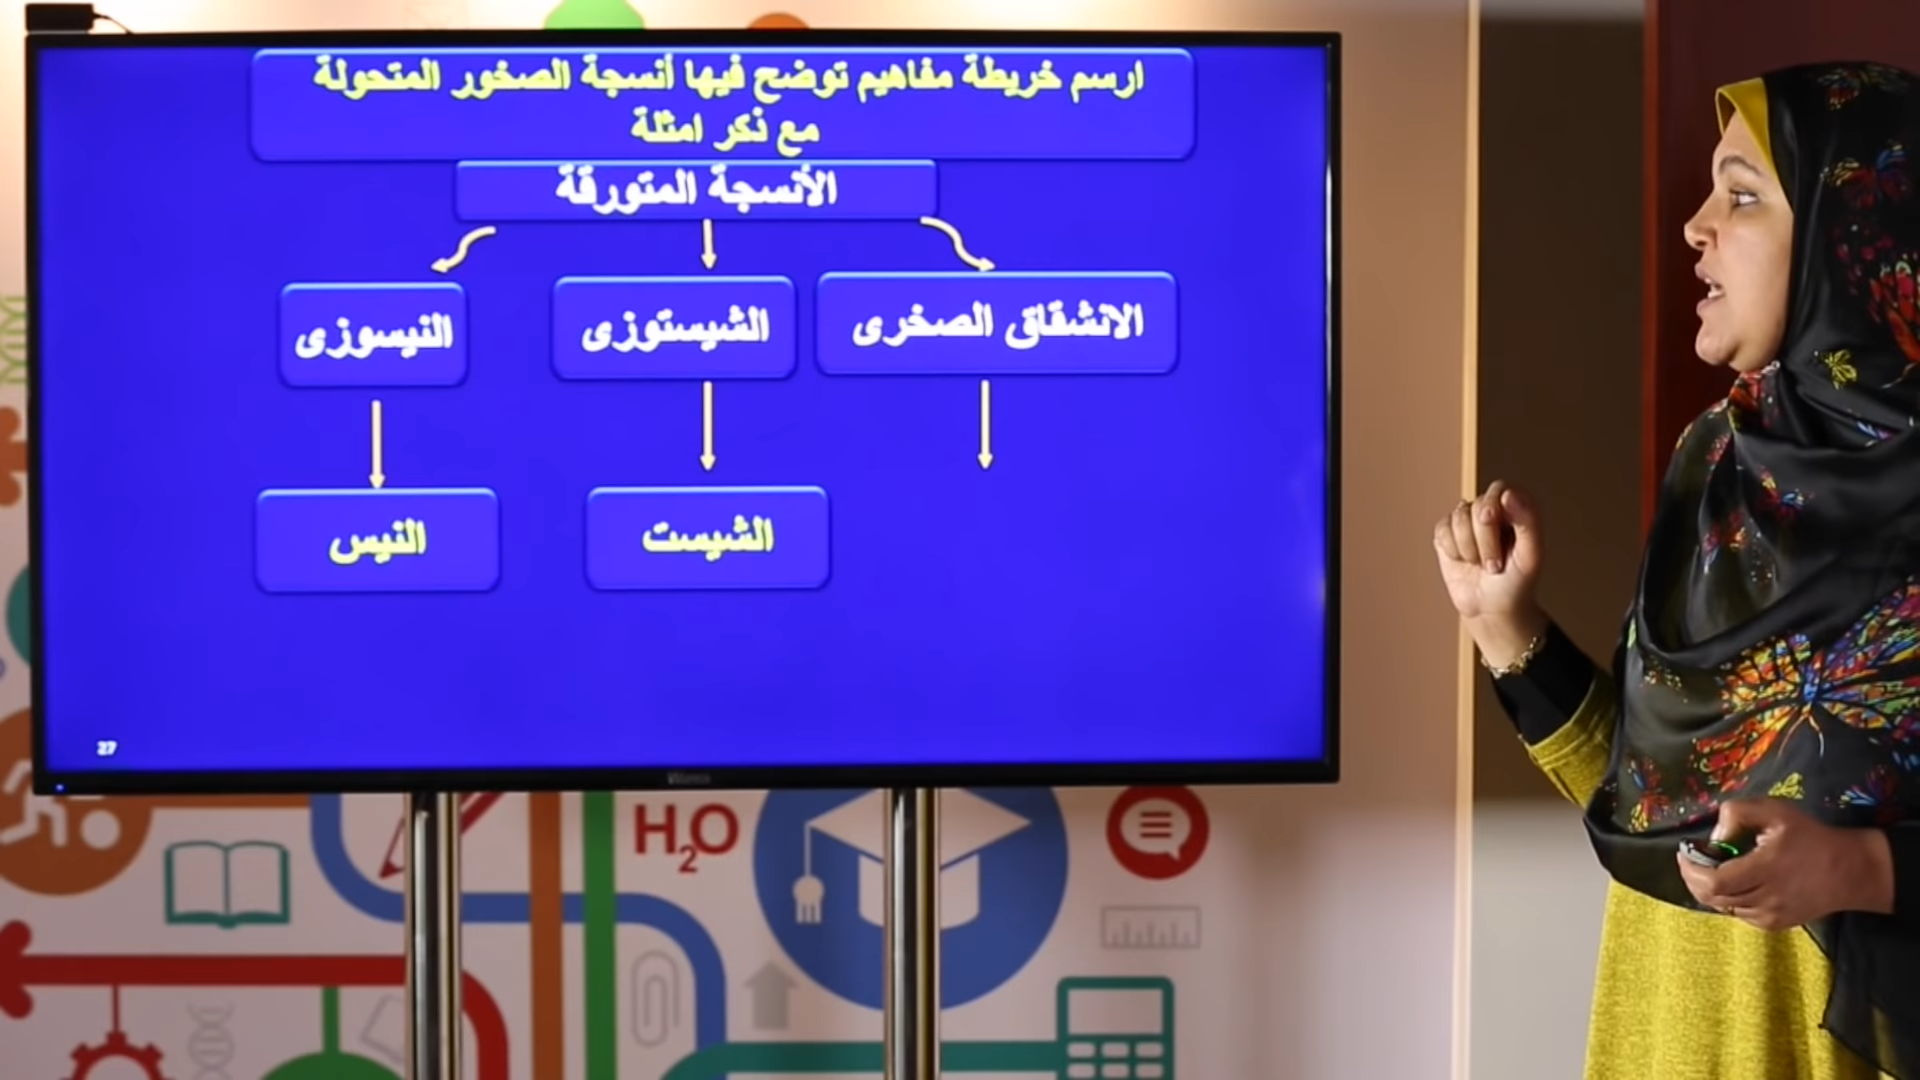 ارسم خريطة مفاهيم توضح فيها أنسجة الصخور المتحولة
مع ذكر امثلة
الأنسجة المتورقة
الانشقاق الصخرى
الشيستوزى
النيسوزى
الشيست
النيس
27
H₂O